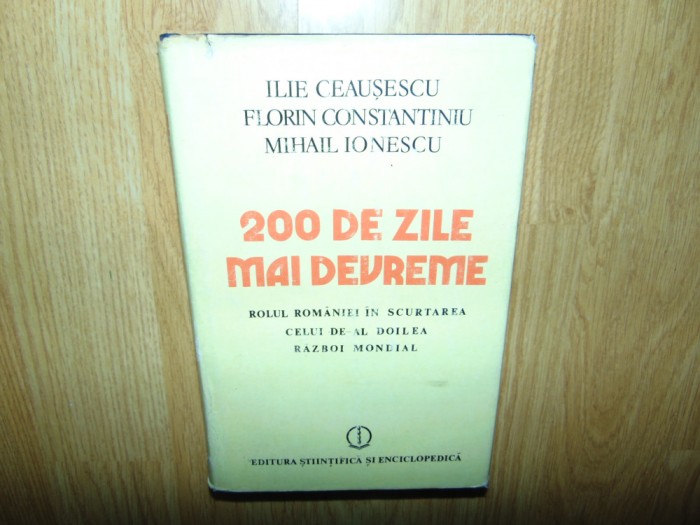 ILIE CEAUȘESCU
FLORIN CONSTANTINIU
MIHAIL IONESCU
200 DE ZILE
MAI DEVREME
ROLUL ROMÂNIEI ÎN SCURTAREA
CELUI DE-AL DOILEA
RĂZBOI MONDIAL
EDITURA ȘTIINȚIFICĂ ȘI ENCICLOPEDICĂ